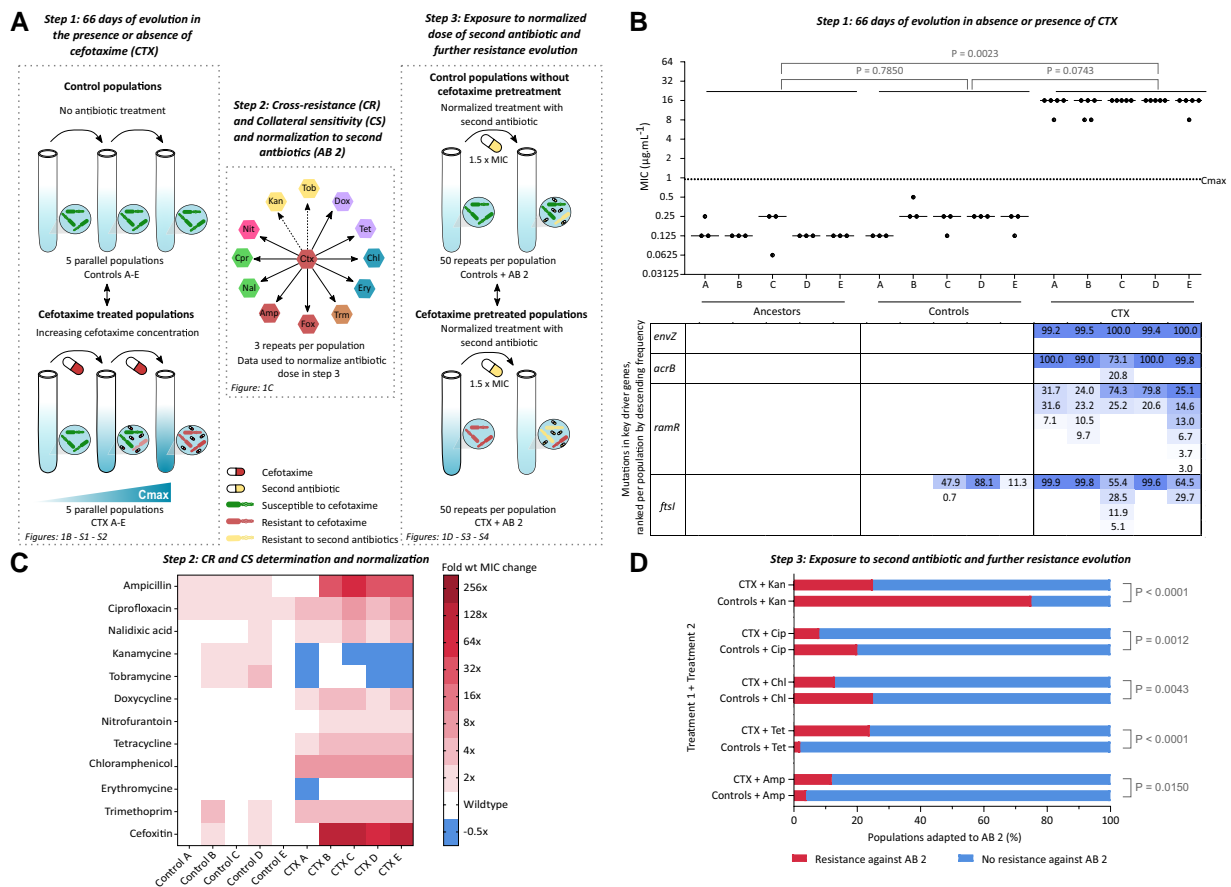 A
Step 1: 66 days of evolution in
the presence or absence of
cefotaxime (CTX)
Control populations
No antibiotic treatment
5 parallel populations
Controls A-E
Cefotaxime treated populations
Increasing cefotaxime concentration
Cmax
5 parallel populations
CTX A-E
Figures: 1B - S1 - S2
Step 2: Cross-resistance (CR)
and Collateral sensitivity (CS)
and normalization to second
antbiotics (AB 2)
Tob
Kan
Dox
Nit
Tet
Cpr
Ctx
Chl
Nal
Ery
Amp
Trm
Fox
3 repeats per population
Data used to normalize antibiotic
dose in step 3
Figure: 1C
Cefotaxime
Second antibiotic
Susceptible to cefotaxime
Resistant to cefotaxime
Resistant to second antibiotics
Step 3: Exposure to normalized
dose of second antibiotic and
further resistance evolution
Control populations without
cefotaxime pretreatment
Normalized treatment with
second antibiotic
1.5 x MIC
50 repeats per population
Controls + AB 2
Cefotaxime pretreated populations
Normalized treatment with
second antibiotic
1.5 x MIC
50 repeats per population
CTX + AB 2
Figures: 1D - S3 - S4
B
Step 1: 66 days of evolution in absence or presence of CTX
P = 0.0023
P = 0.7850
P = 0.0743
MIC (µg.mL-1)
64
32
16
8
4
2
1
0.5
0.25
0.125
0.0625
0.03125
Cmax
A B C D E A B C D E A B C D E
Ancestors Controls CTX
Mutations in key driver genes,
ranked per population by descending frequency
envZ 99.2 99.5 100.0 99.4 100.0
acrB 100.0 99.0 73.1 100.0 99.8
20.8
ramR
31.7 24.0 74.3 79.8 25.1
31.6 23.2 25.2 20.6 14.6
7.1 10.5 13.0
9.7 6.7
3.7
3.0
ftsI
47.9 88.1 11.3 99.9 99.8 55.4 99.6 64.5
0.7 28.5 29.7
11.9
5.1
C
Step 2: CR and CS determination and normalization
Ampicillin
Ciprofloxacin
Nalidixic acid
Kanamycine
Tobramycine
Doxycycline
Nitrofurantoin
Tetracycline
Chloramphenicol
Erythromycine
Trimethoprim
Cefoxitin
Control A
Control B
Control C
Control D
Control E
CTX A
CTX B
CTX C
CTX D
CTX E
Fold wt MIC change
256x
128x
64x
32x
16x
8x
4x
2x
Wildtype
-0.5x
D
Step 3: Exposure to second antibiotic and further resistance evolution
Treatment 1 + Treatment 2
CTX + Kan
Controls + Kan
P < 0.0001
CTX + Cip
Controls + Cip
P = 0.0012
CTX + Chl
Controls + Chl
P = 0.0043
CTX + Tet
Controls + Tet
P < 0.0001
CTX + Amp
Controls + Amp
P = 0.0150
0 20 40 60 80 100
Populations adapted to AB 2 (%)
Resistance against AB 2
No resistance against AB 2